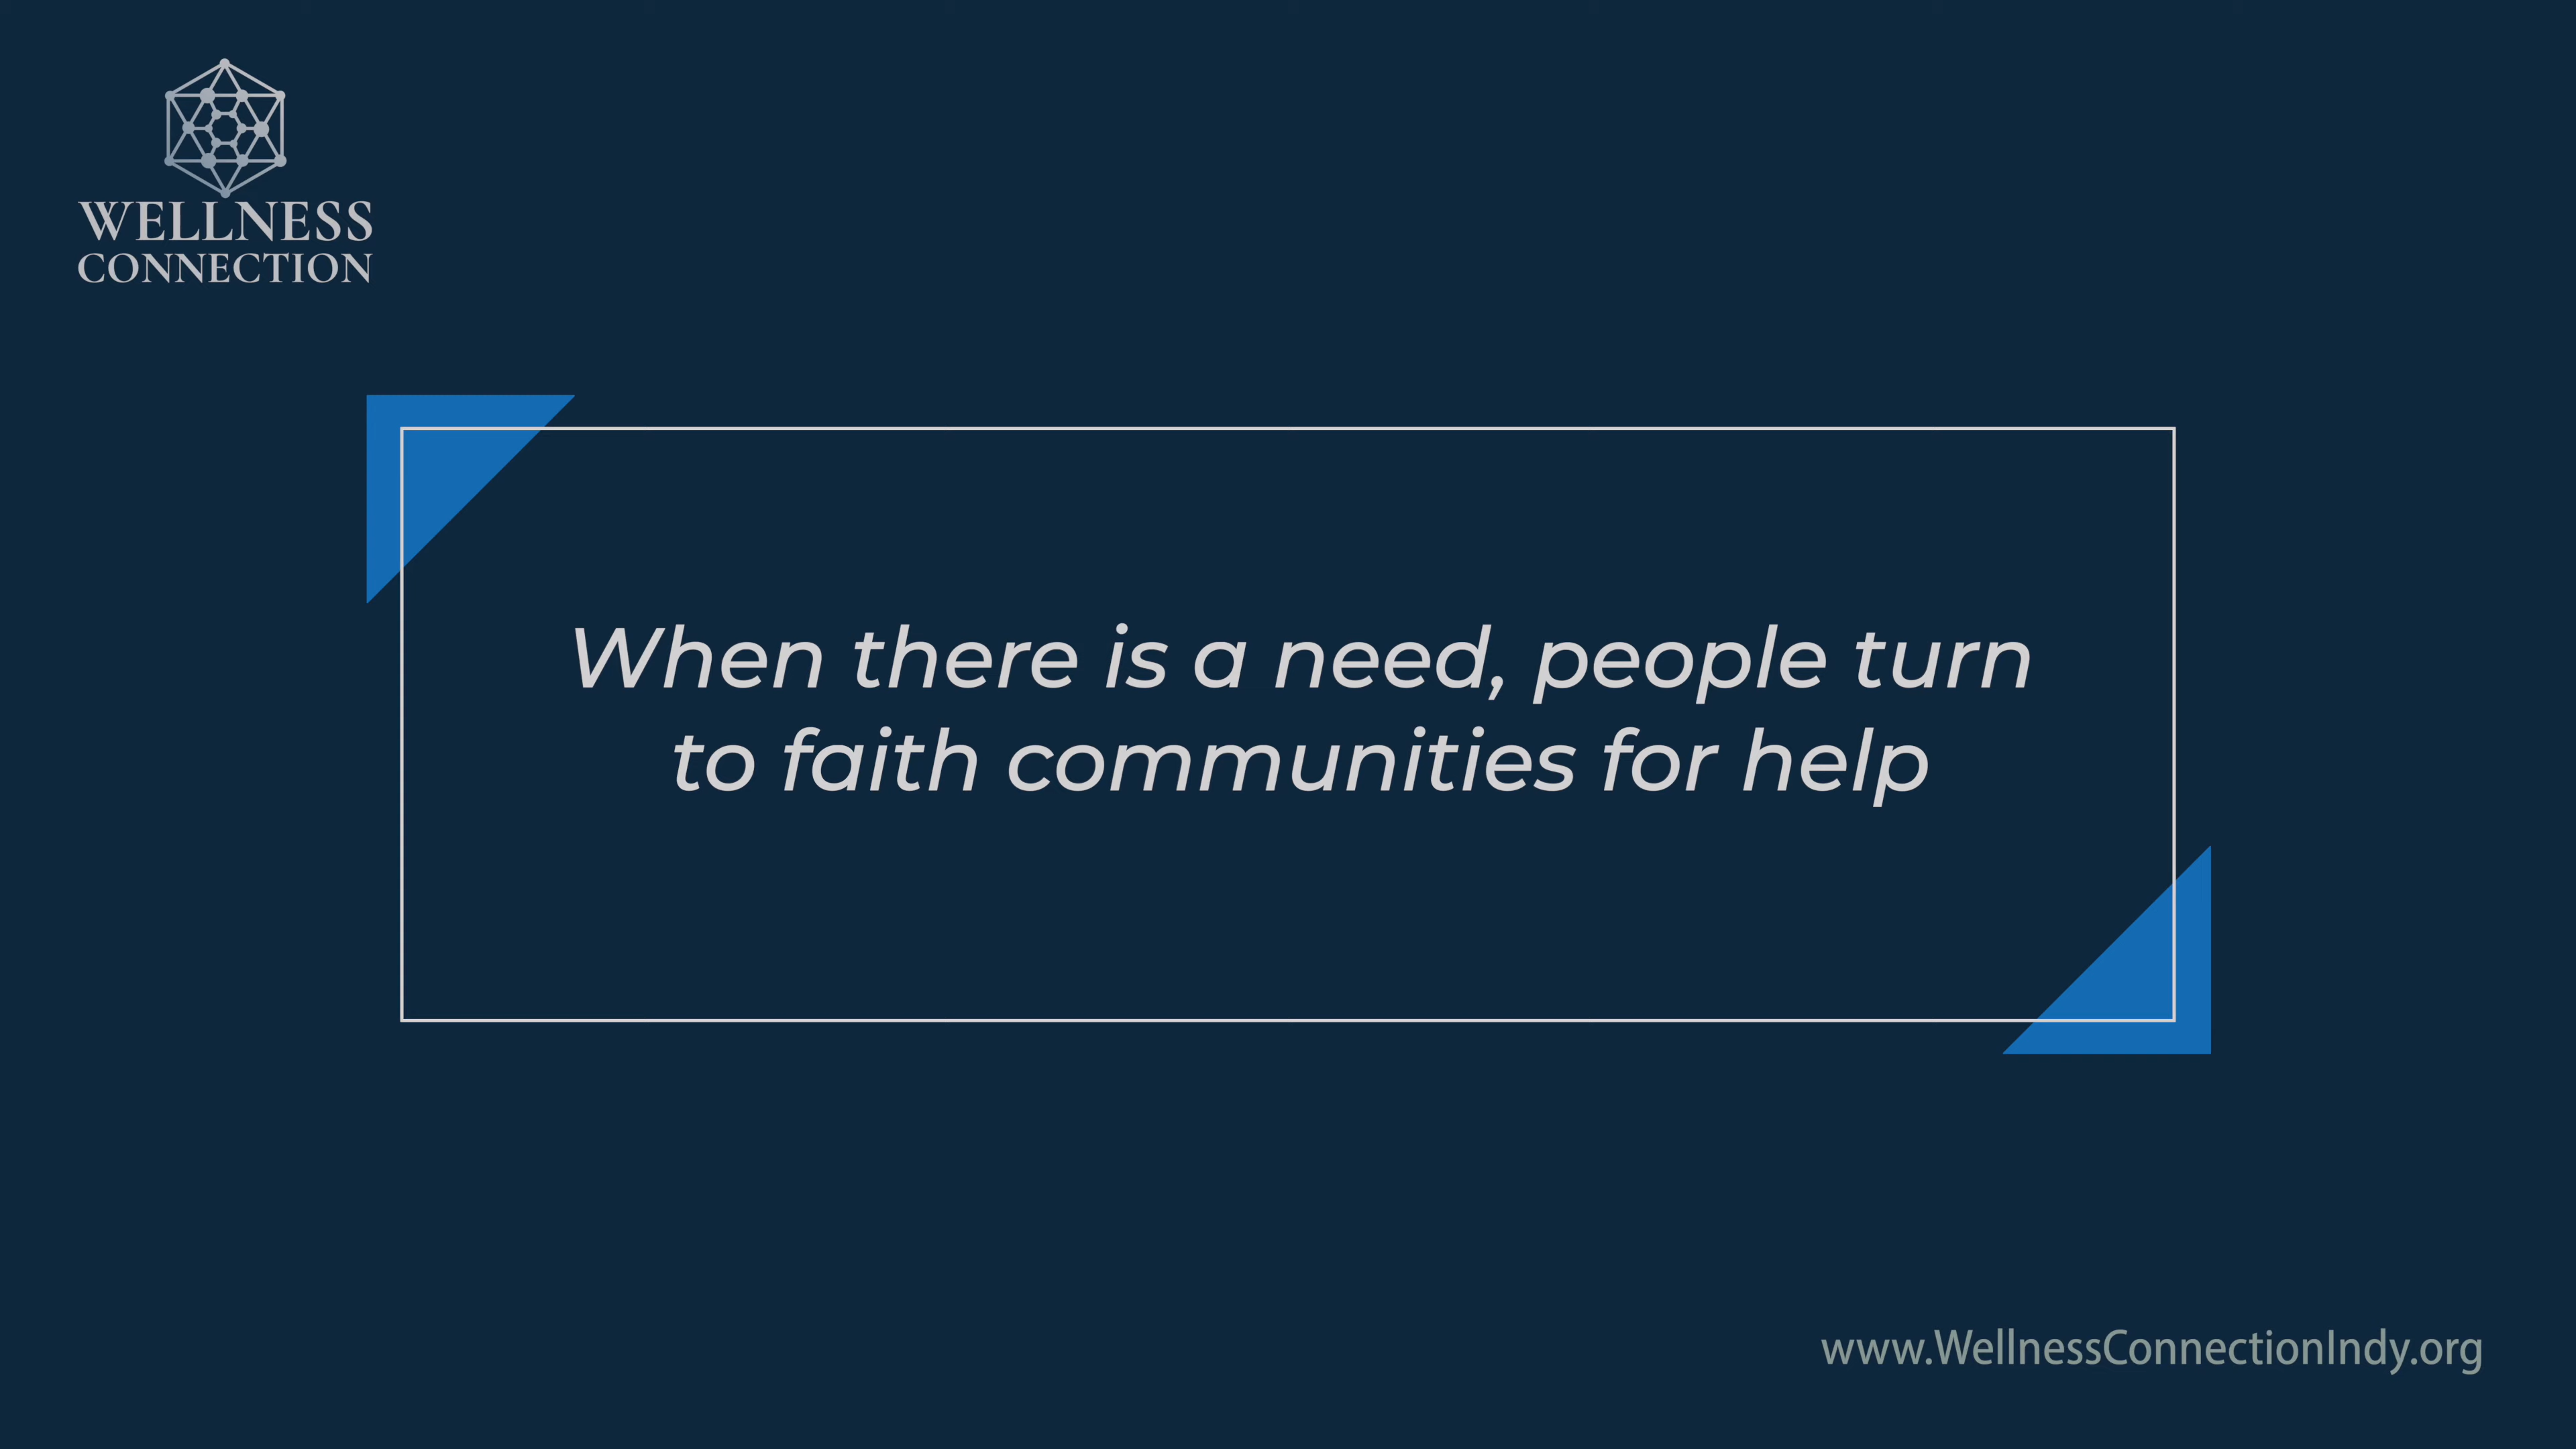 WELLNESS
CONNECTION
When there is a need, people turn
to faith communities for help
www.WellnessConnectionIndy.org